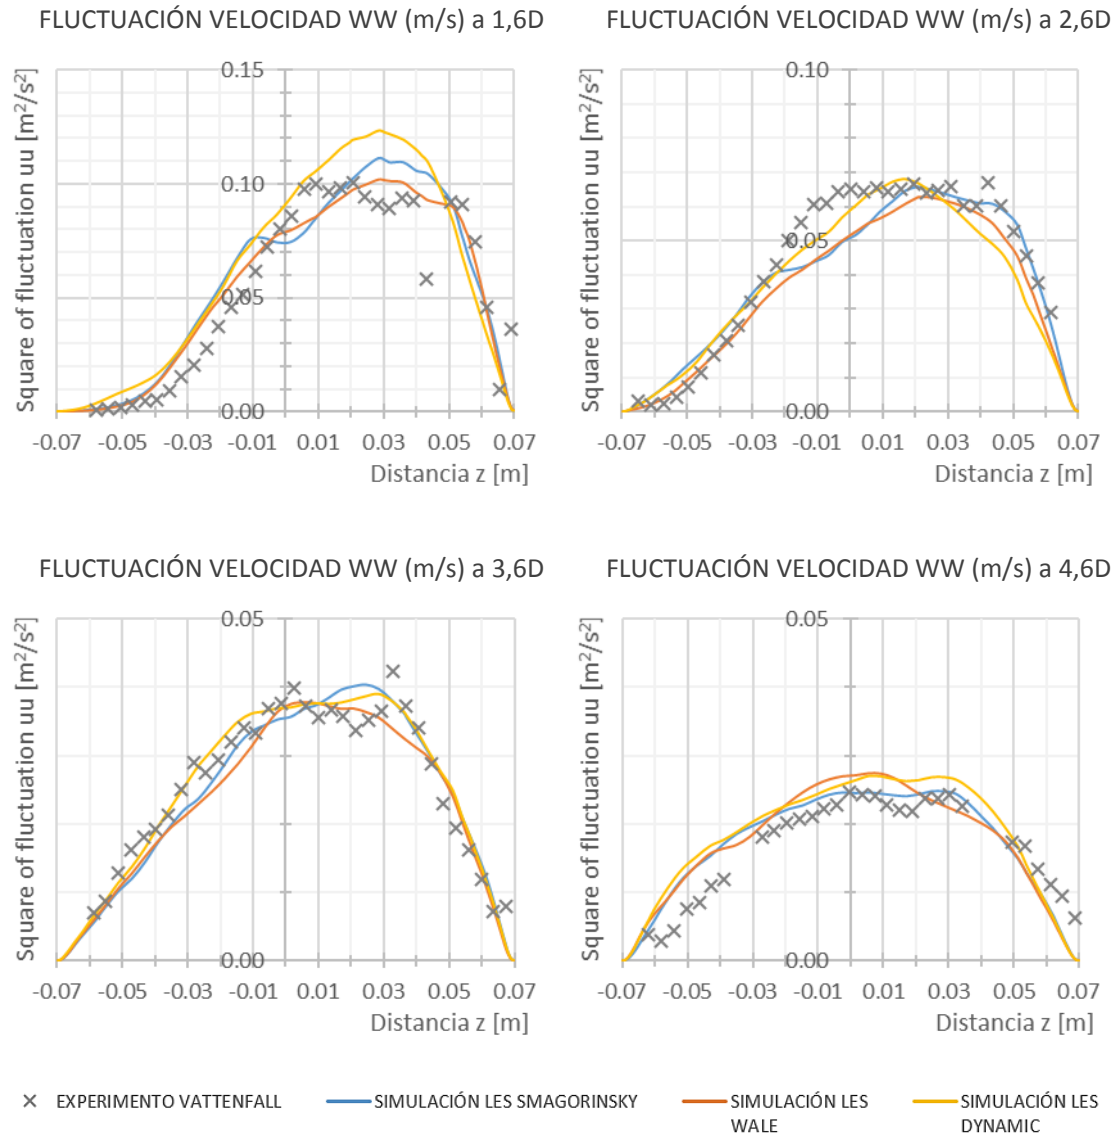 FLUCTUACIÓN VELOCIDAD WW (m/s) a 1,6D
Square of fluctuation uu [m²/s²]
0.15
0.10
0.05
0.00
-0.07 -0.05 -0.03 -0.01 0.01 0.03 0.05 0.07
Distancia z [m]
FLUCTUACIÓN VELOCIDAD WW (m/s) a 2,6D
Square of fluctuation uu [m²/s²]
0.10
0.05
0.00
-0.07 -0.05 -0.03 -0.01 0.01 0.03 0.05 0.07
Distancia z [m]
FLUCTUACIÓN VELOCIDAD WW (m/s) a 3,6D
Square of fluctuation uu [m²/s²]
0.05
0.00
-0.07 -0.05 -0.03 -0.01 0.01 0.03 0.05 0.07
Distancia z [m]
FLUCTUACIÓN VELOCIDAD WW (m/s) a 4,6D
Square of fluctuation uu [m²/s²]
0.05
0.00
-0.07 -0.05 -0.03 -0.01 0.01 0.03 0.05 0.07
Distancia z [m]
EXPERIMENTO VATTENFALL
SIMULACIÓN LES SMAGORINSKY
SIMULACIÓN LES
WALE
SIMULACIÓN LES
DYNAMIC